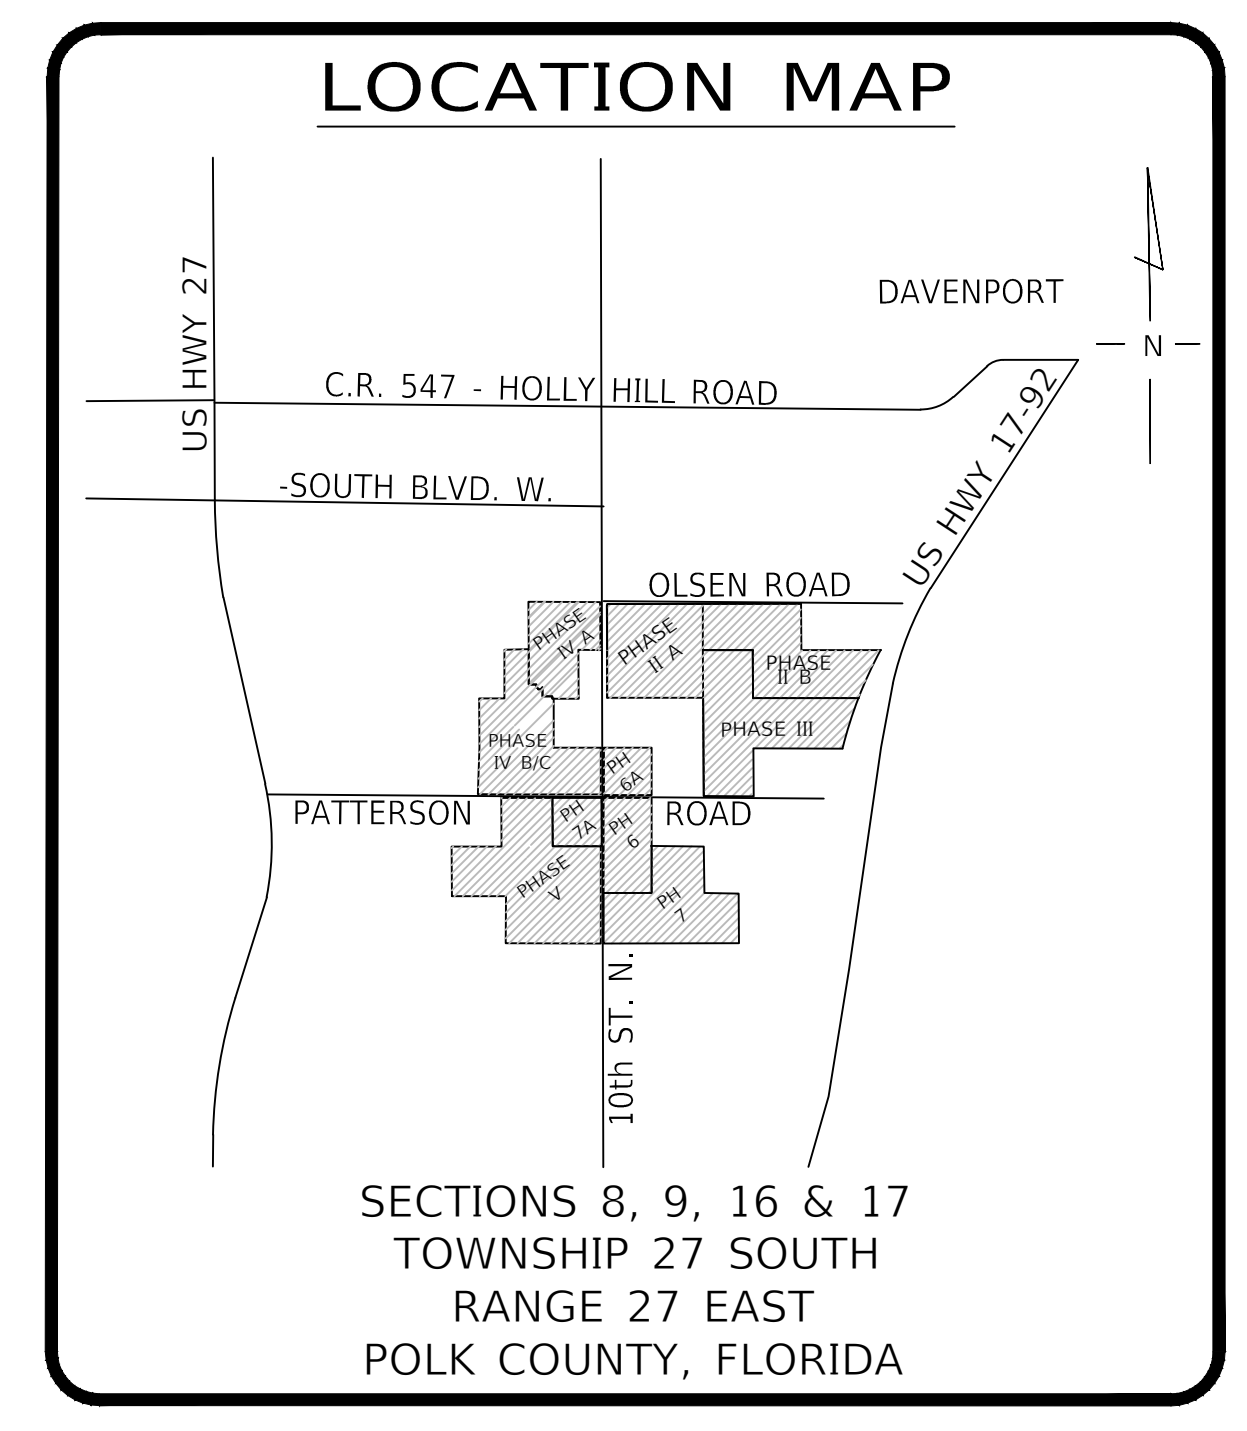 LOCATION MAP
US HWY 27
DAVENPORT
N
C.R. 547 - HOLLY HILL ROAD
US HWY 17-92
-SOUTH BLVD. W.
OLSEN ROAD
PHASE
IV A
PHASE
II A
PHASE
II B
PHASE III
PHASE
IV B/C
PH
6A
PATTERSON ROAD
PH
7A
PH
6
PHASE
V
PH
7
10th ST. N.
SECTIONS 8, 9, 16 & 17
TOWNSHIP 27 SOUTH
RANGE 27 EAST
POLK COUNTY, FLORIDA